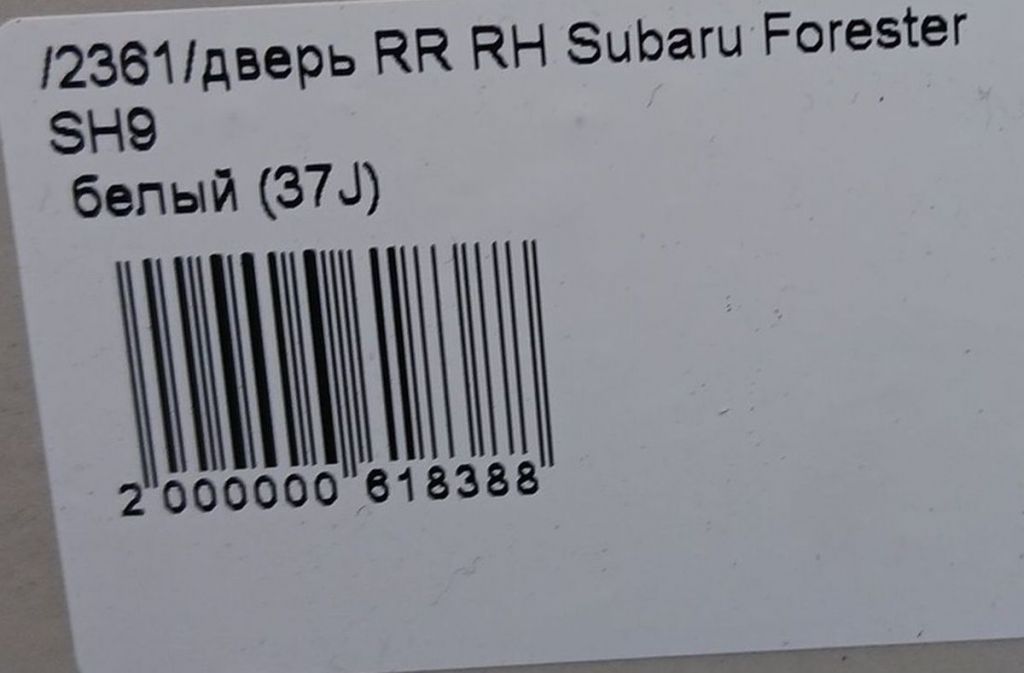 /2361/дверь RR RH Subaru Forester
SH9
белый (37J)
2 000000 618388